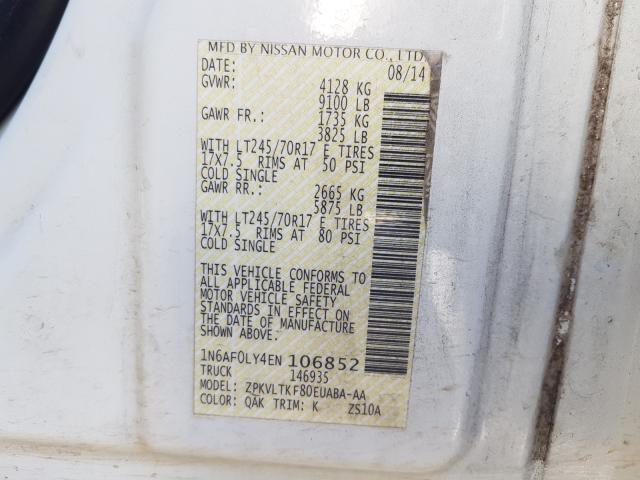 MFD BY NISSAN MOTOR CO., LTD
DATE: 08/14
GVWR: 4128 KG
9100 LB
GAWR FR.: 1735 KG
3825 LB
WITH LT245/70R17 E TIRES
17X7.5 RIMS AT 50 PSI
COLD SINGLE
GAWR RR.: 2665 KG
5875 LB
WITH LT245/70R17 E TIRES
17X7.5 RIMS AT 80 PSI
COLD SINGLE
THIS VEHICLE CONFORMS TO
ALL APPLICABLE FEDERAL
MOTOR VEHICLE SAFETY
STANDARDS IN EFFECT ON
THE DATE OF MANUFACTURE
SHOWN ABOVE.
1N6AF0LY4EN 106852
TRUCK 146935
MODEL: ZPKVLTKF80EUABA-AA
COLOR: QAK TRIM: K ZS10A